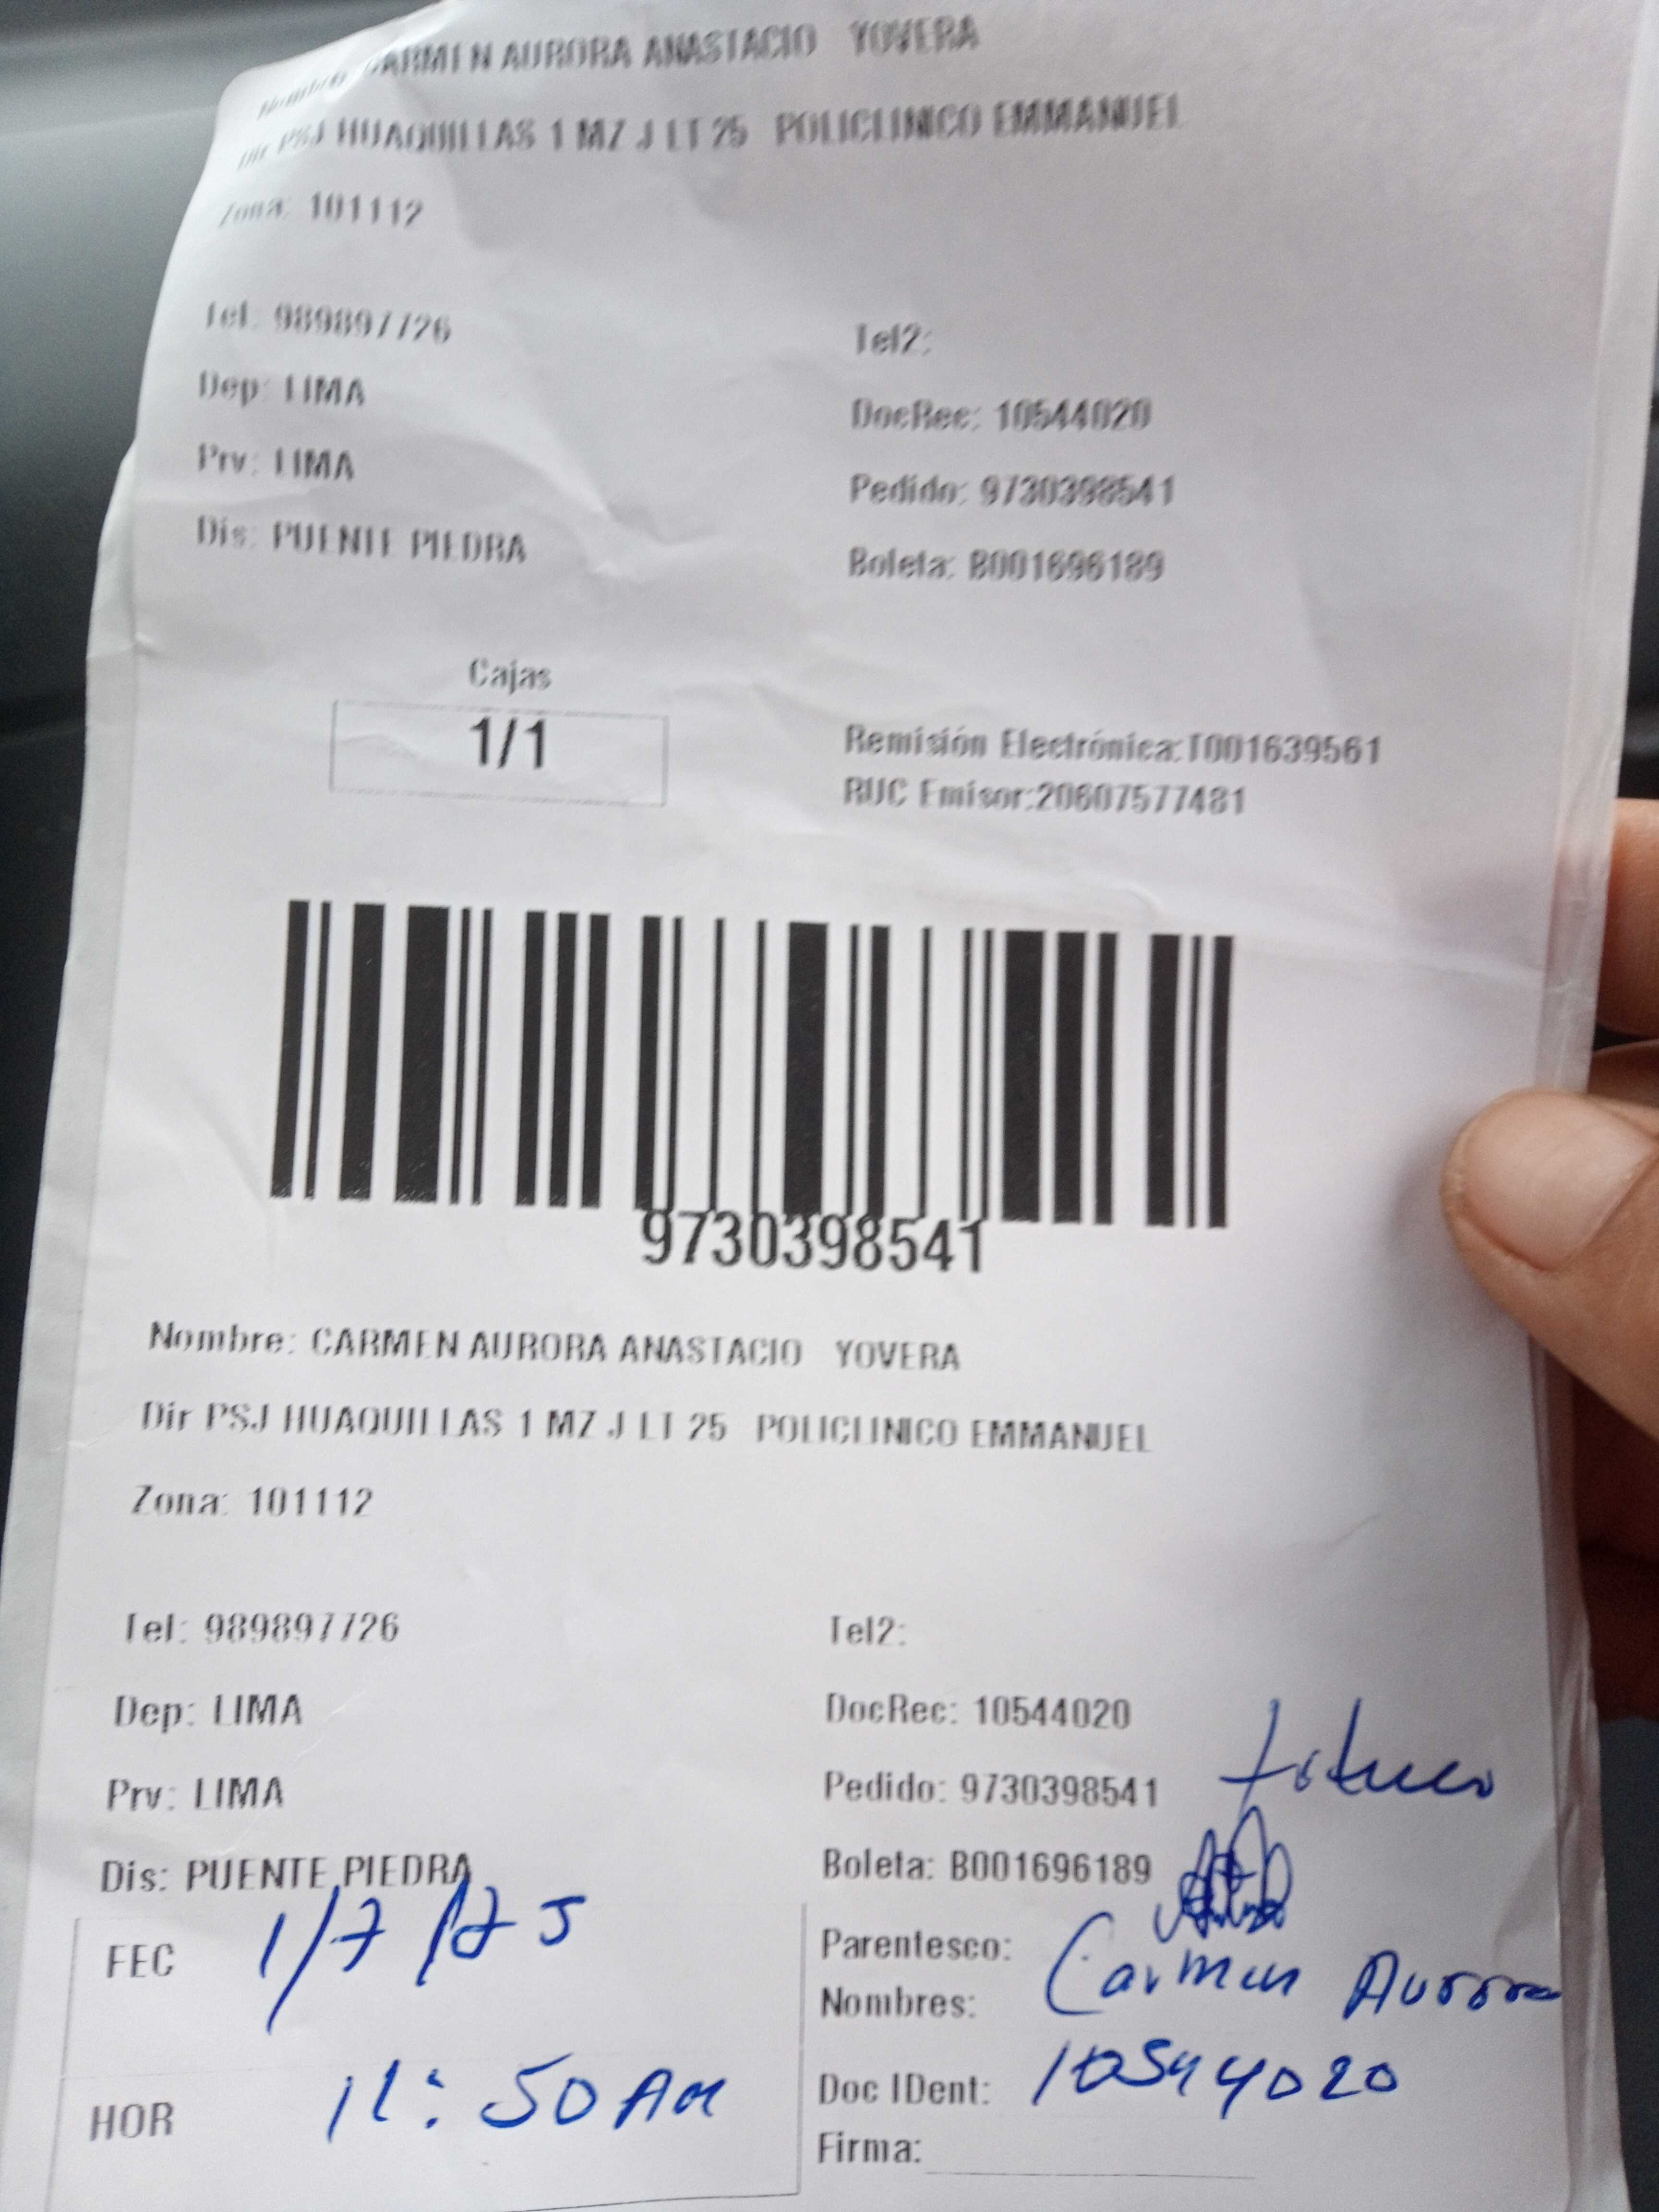 Nombre: CARMEN AURORA ANASTACIO YOVERA
Dir PSJ HUAQUILLAS 1 MZ J LT 25 POLICLINICO EMMANUEL
Zona: 101112
Tel: 989897726 Tel2:
Dep: LIMA DocRec: 10544020
Prv: LIMA Pedido: 9730398541
Dis: PUENTE PIEDRA Boleta: B001696189
Cajas
1/1
Remisión Electrónica:T001639561
RUC Emisor:20607577481
9730398541
Nombre: CARMEN AURORA ANASTACIO YOVERA
Dir PSJ HUAQUILLAS 1 MZ J LT 25 POLICLINICO EMMANUEL
Zona: 101112
Tel: 989897726 Tel2:
Dep: LIMA DocRec: 10544020
Prv: LIMA Pedido: 9730398541
Dis: PUENTE PIEDRA Boleta: B001696189
FEC 1/7/25
Parentesco:
Nombres: Carmen Aurora
HOR 11:50 AM
Doc IDent: 10544020
Firma: